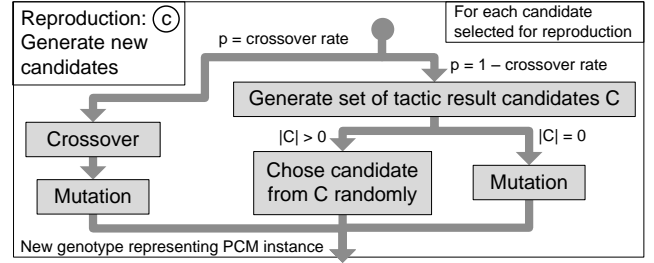 Reproduction: c
Generate new
candidates
For each candidate
selected for reproduction
p = crossover rate
p = 1 – crossover rate
Generate set of tactic result candidates C
Crossover
|C| > 0
|C| = 0
Mutation
Chose candidate
from C randomly
Mutation
New genotype representing PCM instance